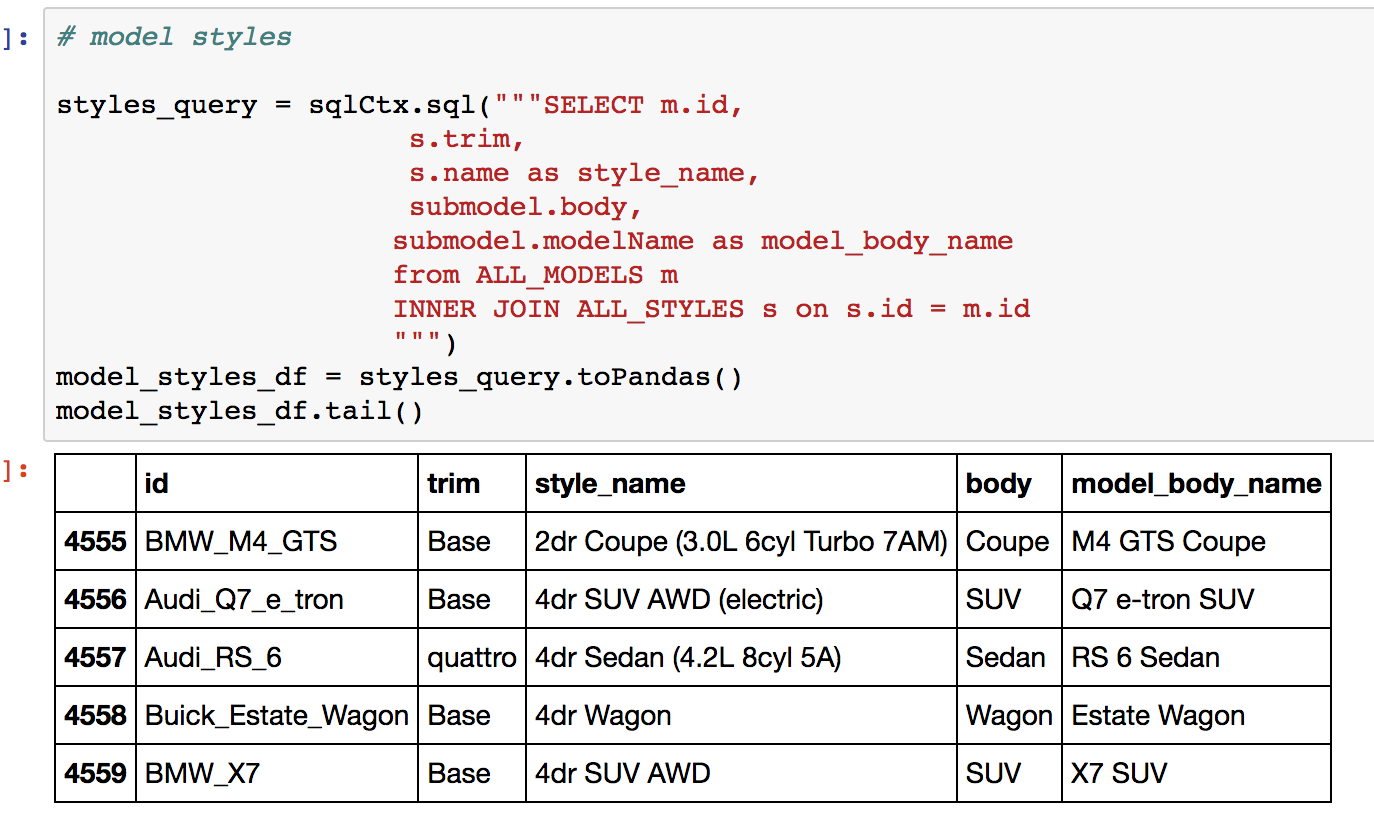 ]:
# model styles
styles_query = sqlCtx.sql("""SELECT m.id,
s.trim,
s.name as style_name,
submodel.body,
submodel.modelName as model_body_name
from ALL_MODELS m
INNER JOIN ALL_STYLES s on s.id = m.id
""")
model_styles_df = styles_query.toPandas()
model_styles_df.tail()
]:
id trim style_name body model_body_name
4555 BMW_M4_GTS Base 2dr Coupe (3.0L 6cyl Turbo 7AM) Coupe M4 GTS Coupe
4556 Audi_Q7_e_tron Base 4dr SUV AWD (electric) SUV Q7 e-tron SUV
4557 Audi_RS_6 quattro 4dr Sedan (4.2L 8cyl 5A) Sedan RS 6 Sedan
4558 Buick_Estate_Wagon Base 4dr Wagon Wagon Estate Wagon
4559 BMW_X7 Base 4dr SUV AWD SUV X7 SUV